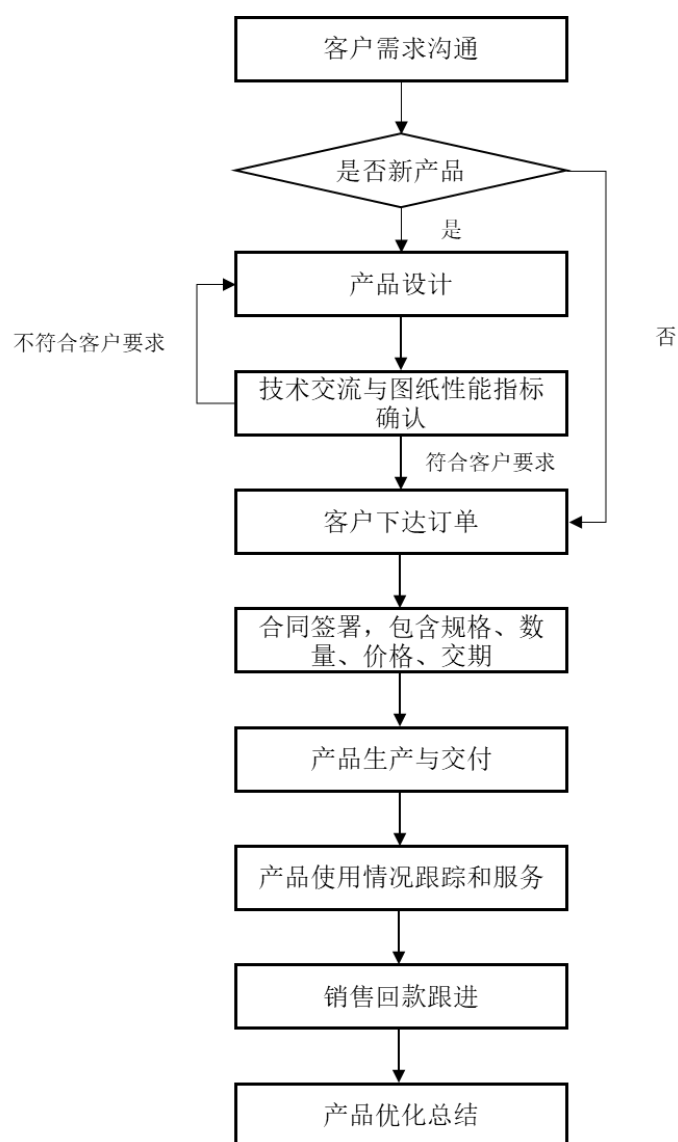 客户需求沟通
是否新产品
是
产品设计
不符合客户要求
否
技术交流与图纸性能指标
确认
符合客户要求
客户下达订单
合同签署，包含规格、数
量、价格、交期
产品生产与交付
产品使用情况跟踪和服务
销售回款跟进
产品优化总结